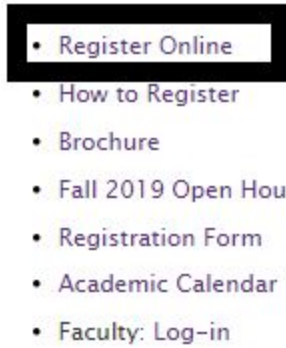 • Register Online
• How to Register
• Brochure
• Fall 2019 Open Hou
• Registration Form
• Academic Calendar
• Faculty: Log-in